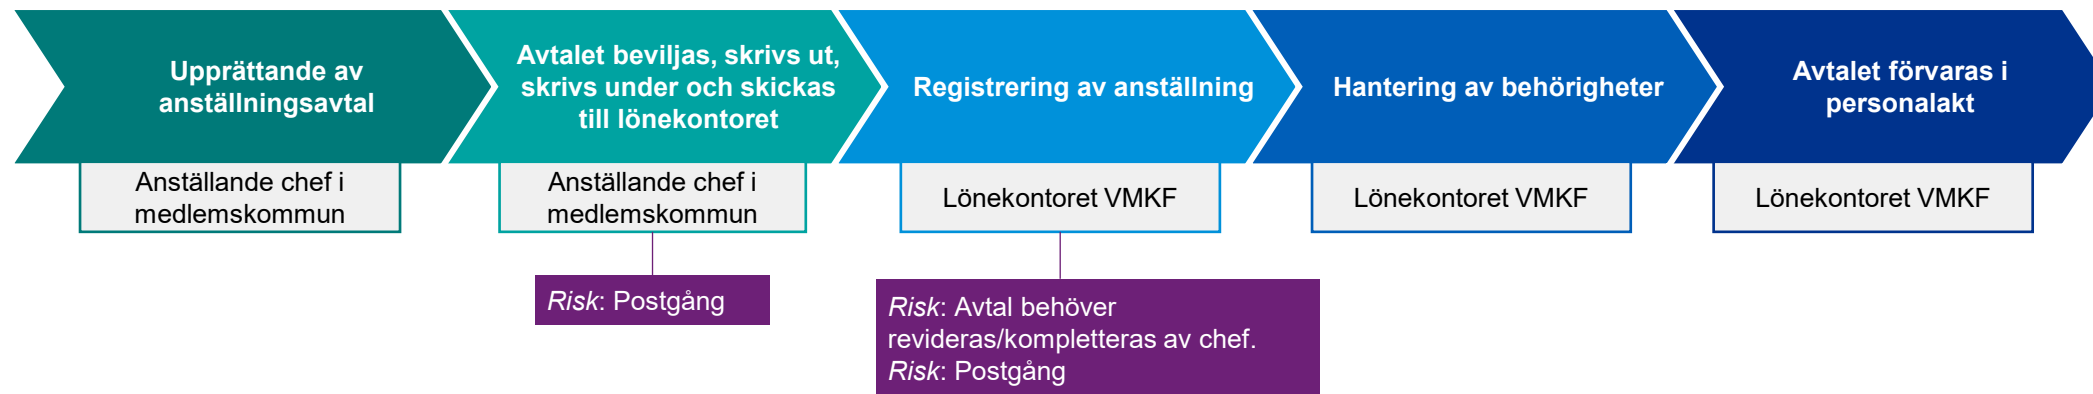 Upprättande av
anställningsavtal
Avtalet beviljas, skrivs ut,
skrivs under och skickas
till lönekontoret
Registrering av anställning
Hantering av behörigheter
Avtalet förvaras i
personalakt
Anställande chef i
medlemskommun
Anställande chef i
medlemskommun
Lönekontoret VMKF
Lönekontoret VMKF
Lönekontoret VMKF
Risk: Postgång
Risk: Avtal behöver
revideras/kompletteras av chef.
Risk: Postgång